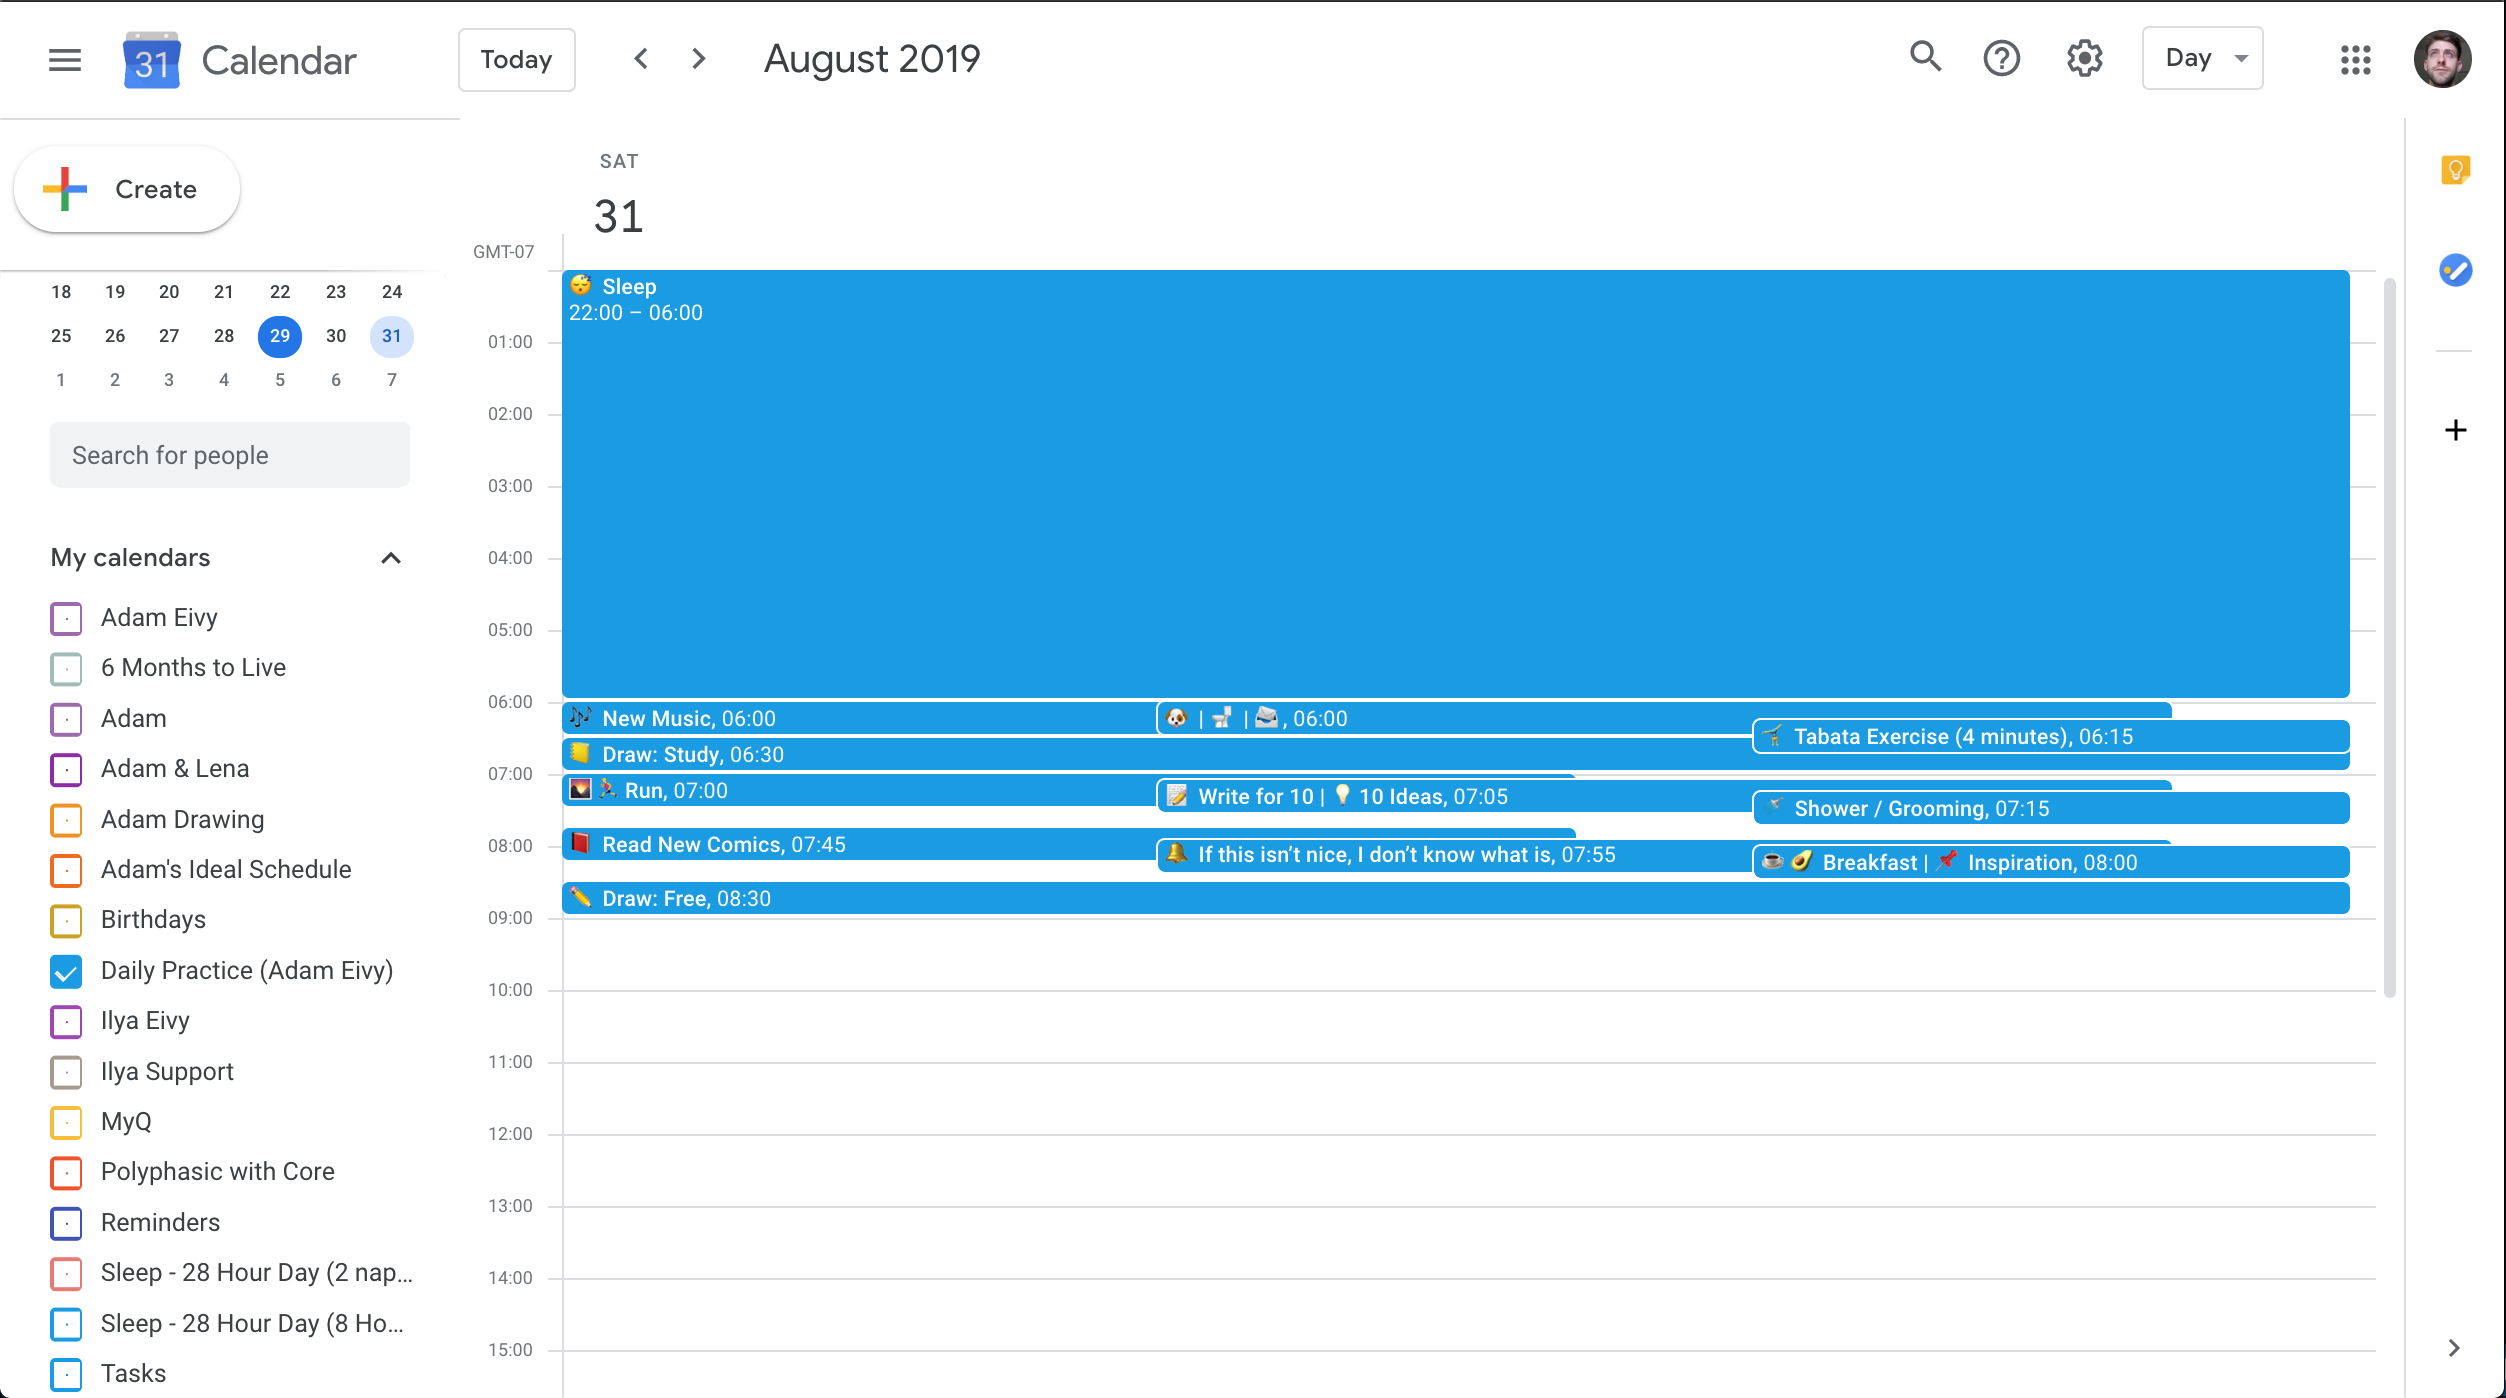 31 Calendar
Today
August 2019
Day
Create
SAT
31
GMT-07
18 19 20 21 22 23 24
25 26 27 28 29 30 31
1 2 3 4 5 6 7
Search for people
My calendars
Adam Eivy
6 Months to Live
Adam
Adam & Lena
Adam Drawing
Adam's Ideal Schedule
Birthdays
Daily Practice (Adam Eivy)
Ilya Eivy
Ilya Support
MyQ
Polyphasic with Core
Reminders
Sleep - 28 Hour Day (2 nap...
Sleep - 28 Hour Day (8 Ho...
Tasks
😴 Sleep
22:00 – 06:00
01:00
02:00
03:00
04:00
05:00
06:00
🎶 New Music, 06:00
🐶 | 🚽 | 📨, 06:00
Tabata Exercise (4 minutes), 06:15
📒 Draw: Study, 06:30
07:00
🌄 🏃 Run, 07:00
📝 Write for 10 | 💡 10 Ideas, 07:05
🚿 Shower / Grooming, 07:15
08:00
📕 Read New Comics, 07:45
🔔 If this isn’t nice, I don’t know what is, 07:55
☕ 🥑 Breakfast | 📌 Inspiration, 08:00
✏️ Draw: Free, 08:30
09:00
10:00
11:00
12:00
13:00
14:00
15:00